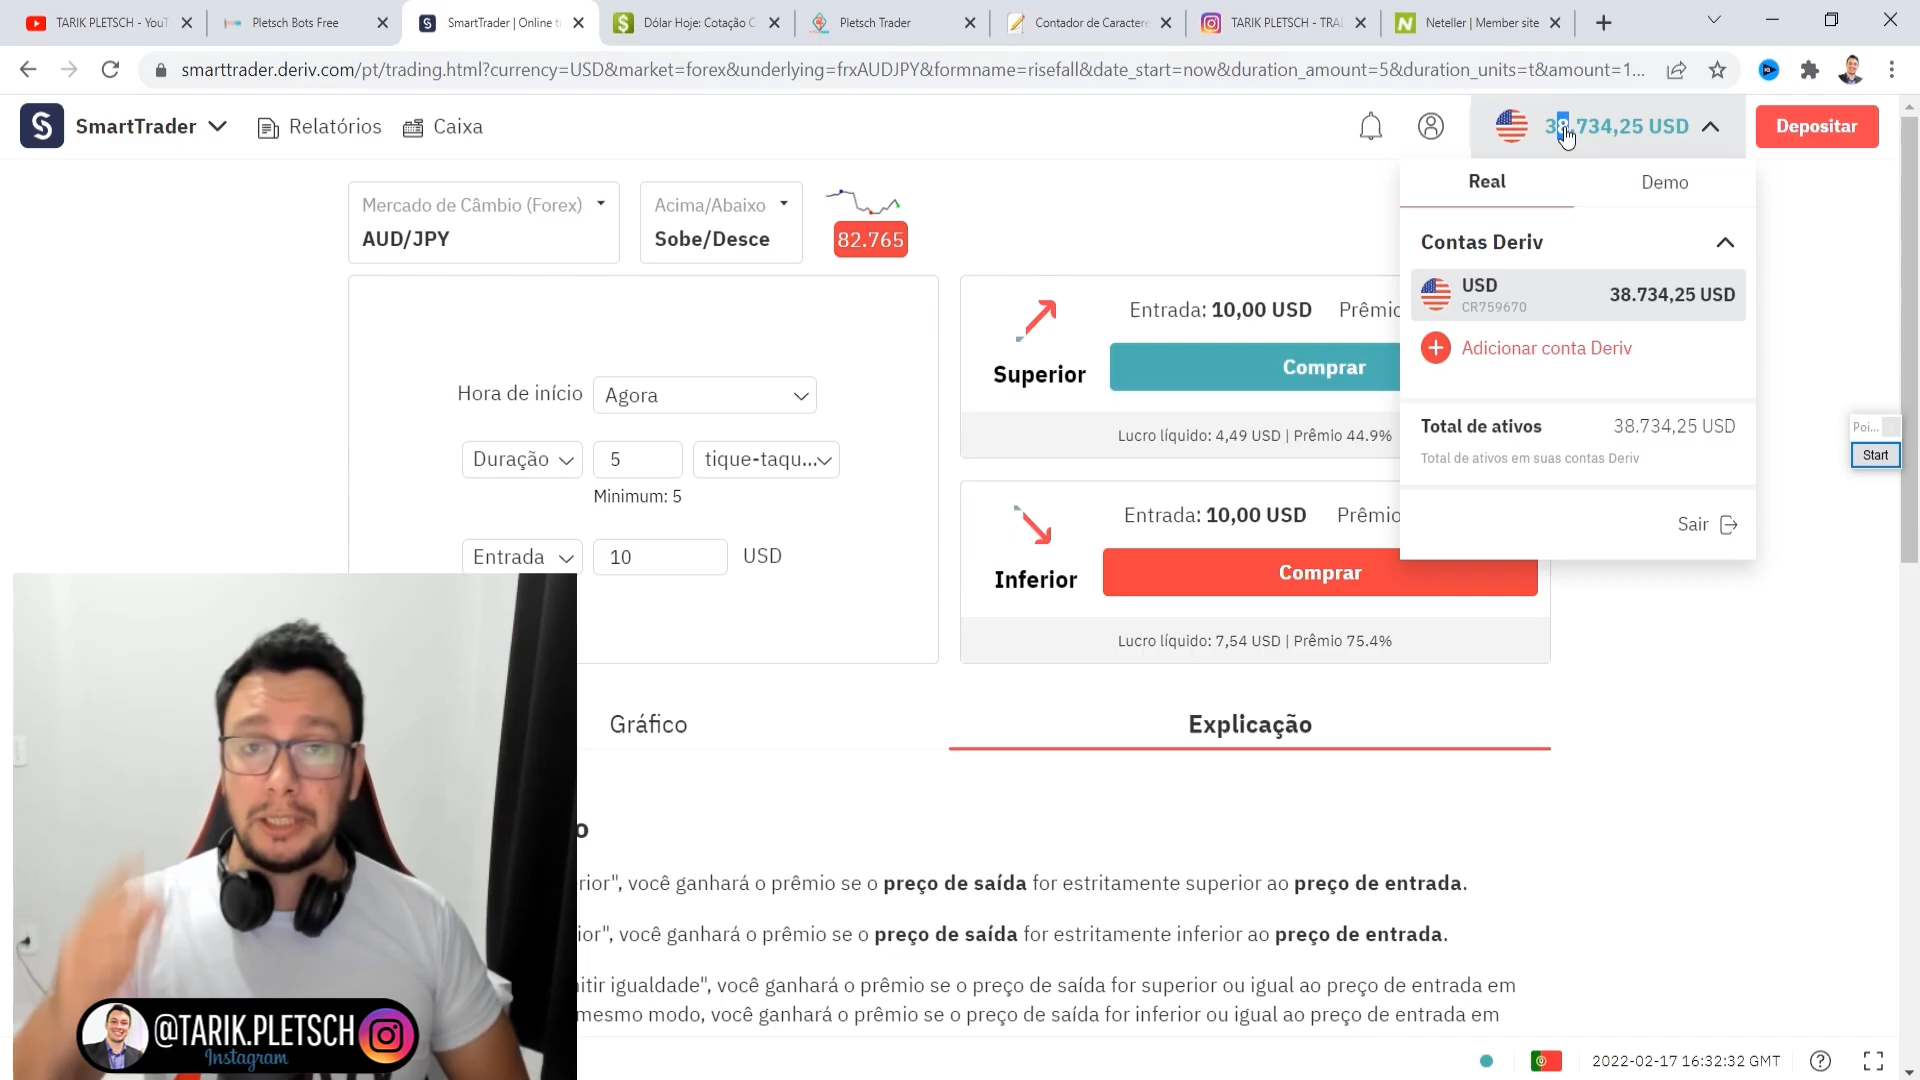 TARIK PLETSCH - YouT
Pletsch Bots Free
SmartTrader | Online t
Dólar Hoje: Cotação
Pletsch Trader
Contador de Caractere
TARIK PLETSCH - TRA
Neteller | Member site
smarttrader.deriv.com/pt/trading.html?currency=USD&market=forex&underlying=frxAUDJPY&formname=risefall&date_start=now&duration_amount=5&duration_units=t&amount=1...
SmartTrader
Relatórios
Caixa
38.734,25 USD
Depositar
Real
Demo
Mercado de Câmbio (Forex)
AUD/JPY
Acima/Abaixo
Sobe/Desce
82.765
Contas Deriv
USD
CR759670
38.734,25 USD
Adicionar conta Deriv
Total de ativos
38.734,25 USD
Total de ativos em suas contas Deriv
Sair
Hora de início
Agora
Duração
5
tique-taqu...
Minimum: 5
Entrada
10
USD
Superior
Entrada: 10,00 USD
Prêmio
Comprar
Lucro líquido: 4,49 USD | Prêmio 44.9%
Inferior
Entrada: 10,00 USD
Prêmio
Comprar
Lucro líquido: 7,54 USD | Prêmio 75.4%
Poi...
Start
Gráfico
Explicação
o
rior", você ganhará o prêmio se o preço de saída for estritamente superior ao preço de entrada.
ior", você ganhará o prêmio se o preço de saída for estritamente inferior ao preço de entrada.
itir igualdade", você ganhará o prêmio se o preço de saída for superior ou igual ao preço de entrada em
mesmo modo, você ganhará o prêmio se o preço de saída for inferior ou igual ao preço de entrada em
@TARIK.PLETSCH
Instagram
2022-02-17 16:32:32 GMT